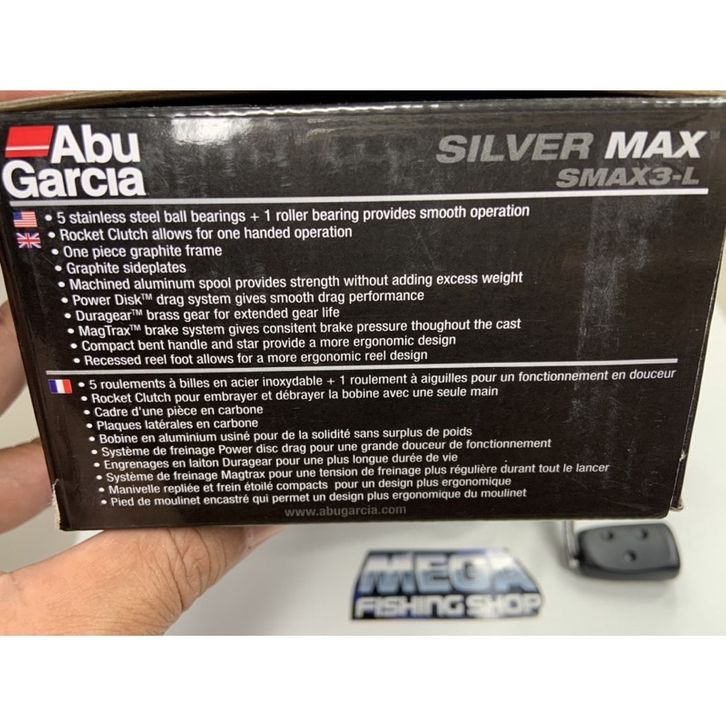 Abu
Garcia
SILVER MAX
SMAX3-L
• 5 stainless steel ball bearings + 1 roller bearing provides smooth operation
• Rocket Clutch allows for one handed operation
• One piece graphite frame
• Graphite sideplates
• Machined aluminum spool provides strength without adding excess weight
• Power Disk™ drag system gives smooth drag performance
• Duragear™ brass gear for extended gear life
• MagTrax™ brake system gives consitent brake pressure thoughout the cast
• Compact bent handle and star provide a more ergonomic design
• Recessed reel foot allows for a more ergonomic reel design
• 5 roulements à billes en acier inoxydable + 1 roulement à aiguilles pour un fonctionnement en douceur
• Rocket Clutch pour embrayer et débrayer la bobine avec une seule main
• Cadre d'une pièce en carbone
• Plaques latérales en carbone
• Bobine en aluminium usiné pour de la solidité sans surplus de poids
• Système de freinage Power disc drag pour une grande douceur de fonctionnement
• Engrenages en laiton Duragear pour une plus longue durée de vie
• Système de freinage Magtrax pour une tension de freinage plus régulière durant tout le lancer
• Manivelle repliée et frein étoilé compacts pour un design plus ergonomique
• Pied de moulinet encastré qui permet un design plus ergonomique du moulinet
www.abugarcia.com
MEGA
FISHING SHOP